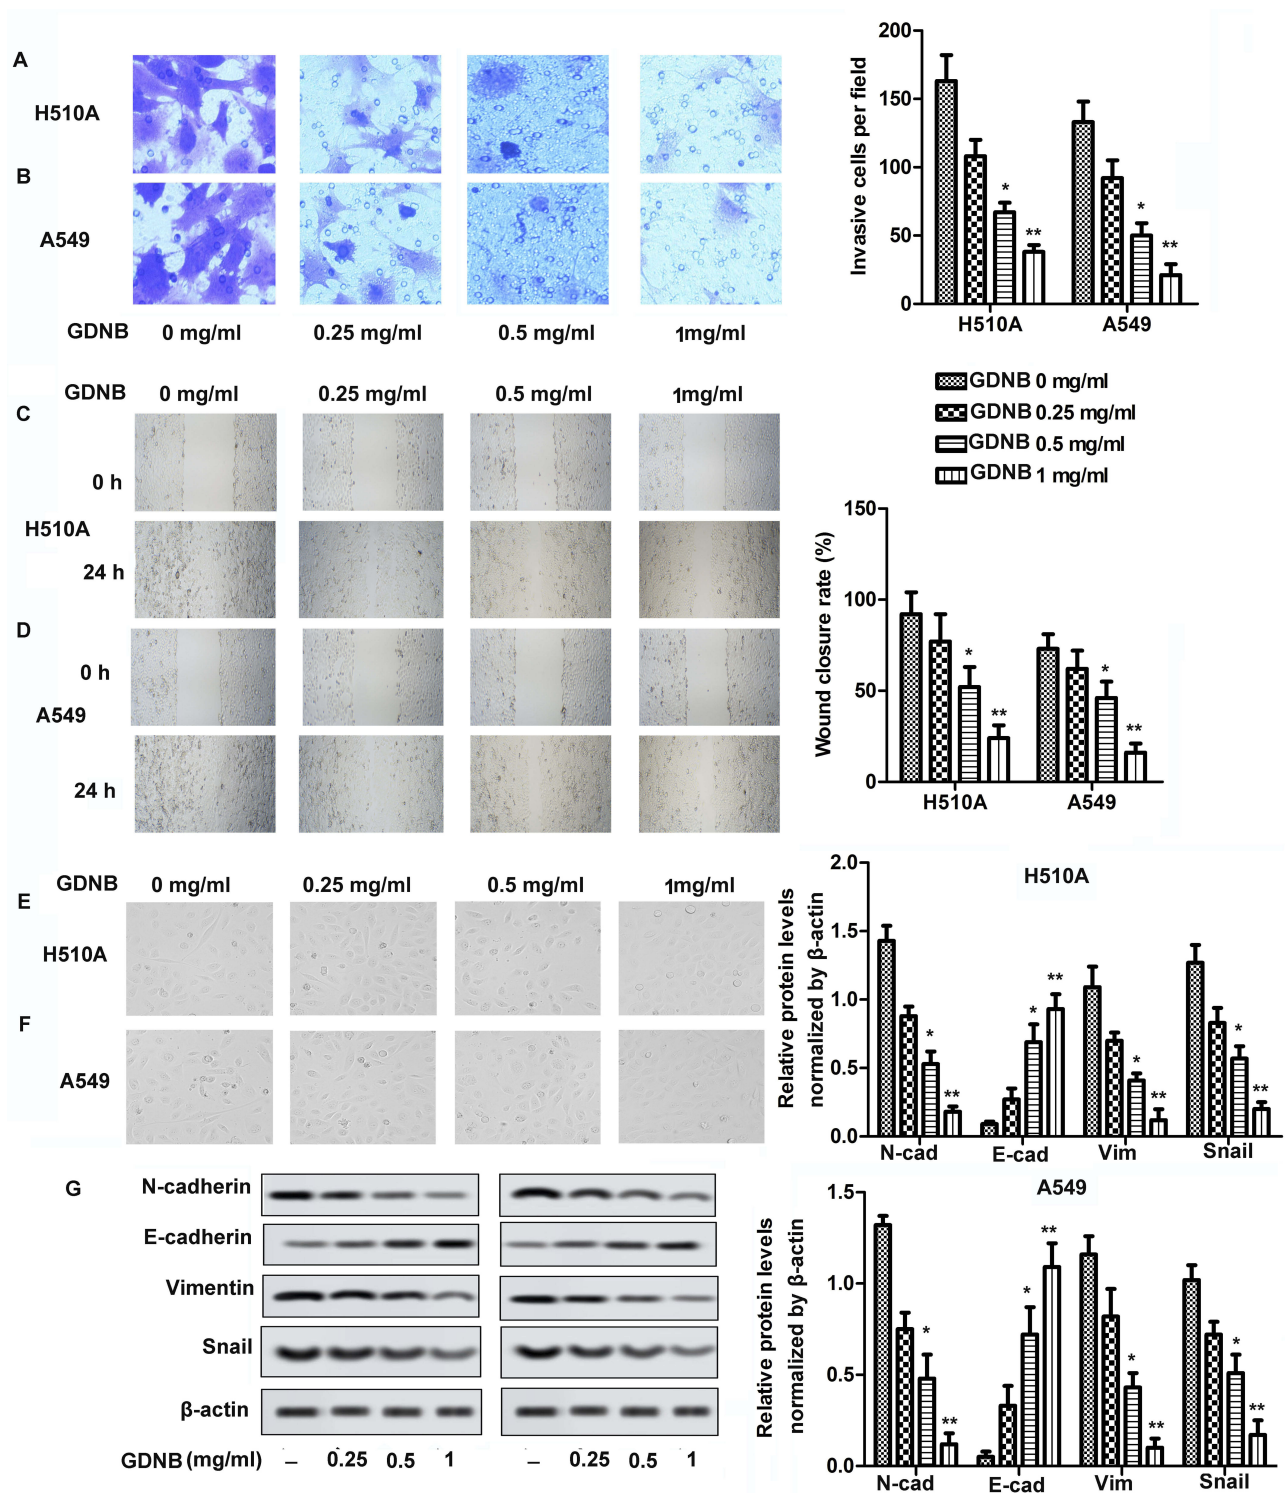 A
H510A
B
A549
GDNB 0 mg/ml 0.25 mg/ml 0.5 mg/ml 1mg/ml
200
150
100
50
0
Invasive cells per field
*
**
*
**
H510A A549
GDNB 0 mg/ml 0.25 mg/ml 0.5 mg/ml 1mg/ml
C
0 h
H510A
24 h
D
0 h
A549
24 h
GDNB 0 mg/ml
GDNB 0.25 mg/ml
GDNB 0.5 mg/ml
GDNB 1 mg/ml
150
100
50
0
Wound closure rate (%)
*
**
*
**
H510A A549
GDNB 0 mg/ml 0.25 mg/ml 0.5 mg/ml 1mg/ml
E
H510A
F
A549
H510A
2.0
1.5
1.0
0.5
0.0
Relative protein levels
normalized by β-actin
*
**
*
**
*
**
*
**
N-cad E-cad Vim Snail
G
N-cadherin
E-cadherin
Vimentin
Snail
β-actin
GDNB (mg/ml) – 0.25 0.5 1 – 0.25 0.5 1
A549
1.5
1.0
0.5
0.0
Relative protein levels
normalized by β-actin
*
**
*
**
*
**
*
**
N-cad E-cad Vim Snail